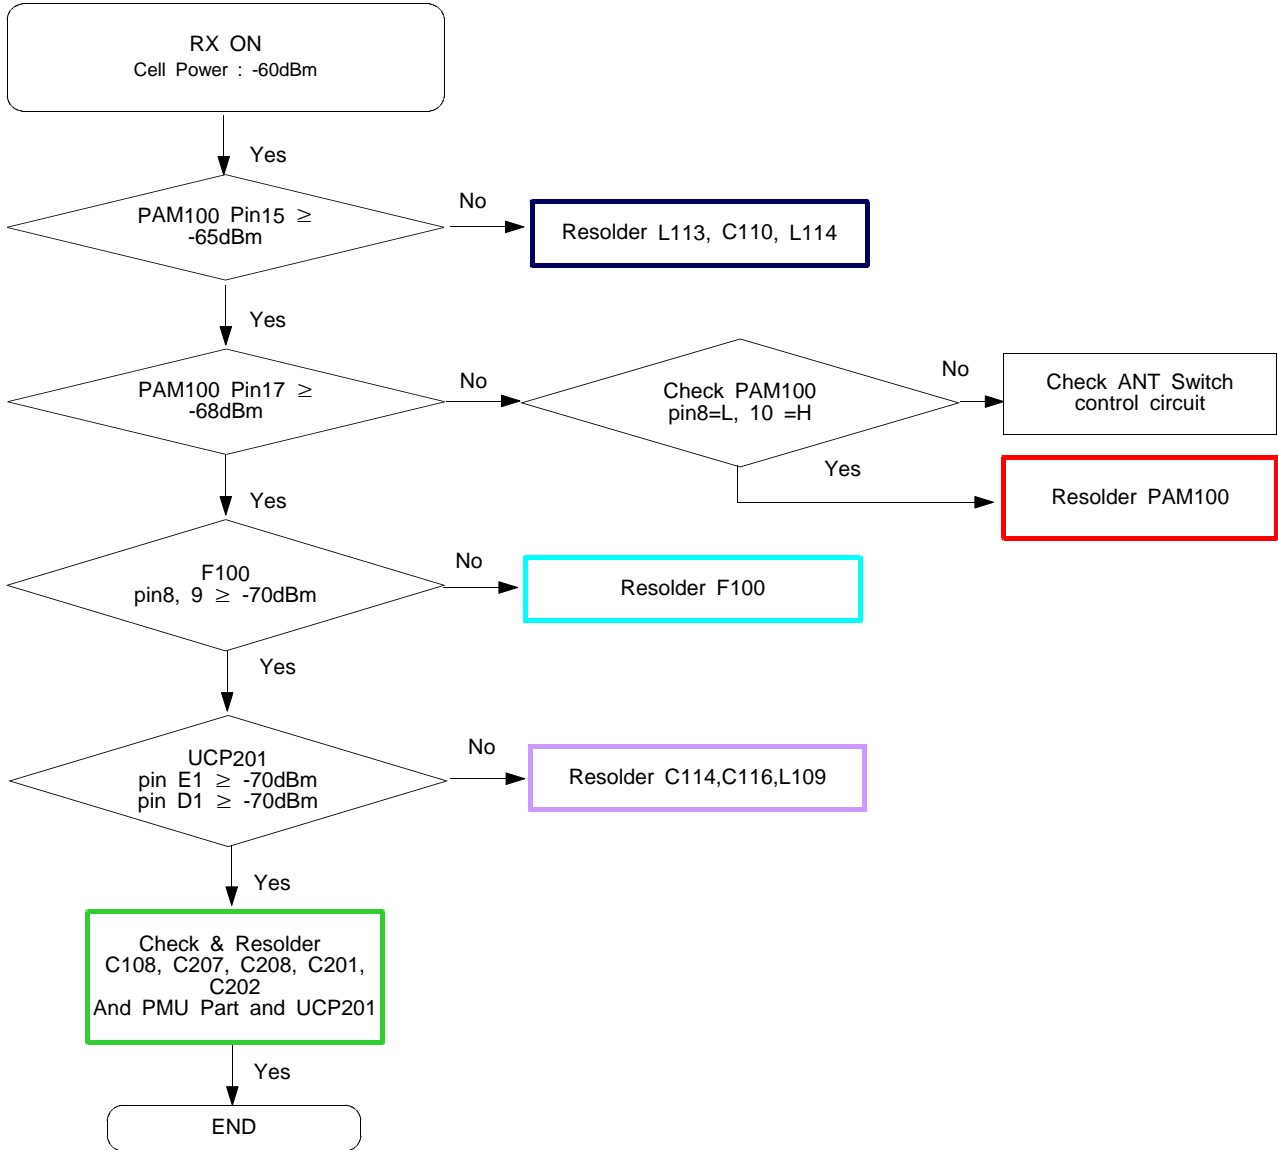 RX ON
Cell Power : -60dBm
Yes
PAM100 Pin15 ≥
-65dBm
No
Resolder L113, C110, L114
Yes
PAM100 Pin17 ≥
-68dBm
No
Check PAM100
pin8=L, 10 =H
No
Check ANT Switch
control circuit
Yes
Resolder PAM100
Yes
F100
pin8, 9 ≥ -70dBm
No
Resolder F100
Yes
UCP201
pin E1 ≥ -70dBm
pin D1 ≥ -70dBm
No
Resolder C114,C116,L109
Yes
Check & Resolder
C108, C207, C208, C201,
C202
And PMU Part and UCP201
Yes
END